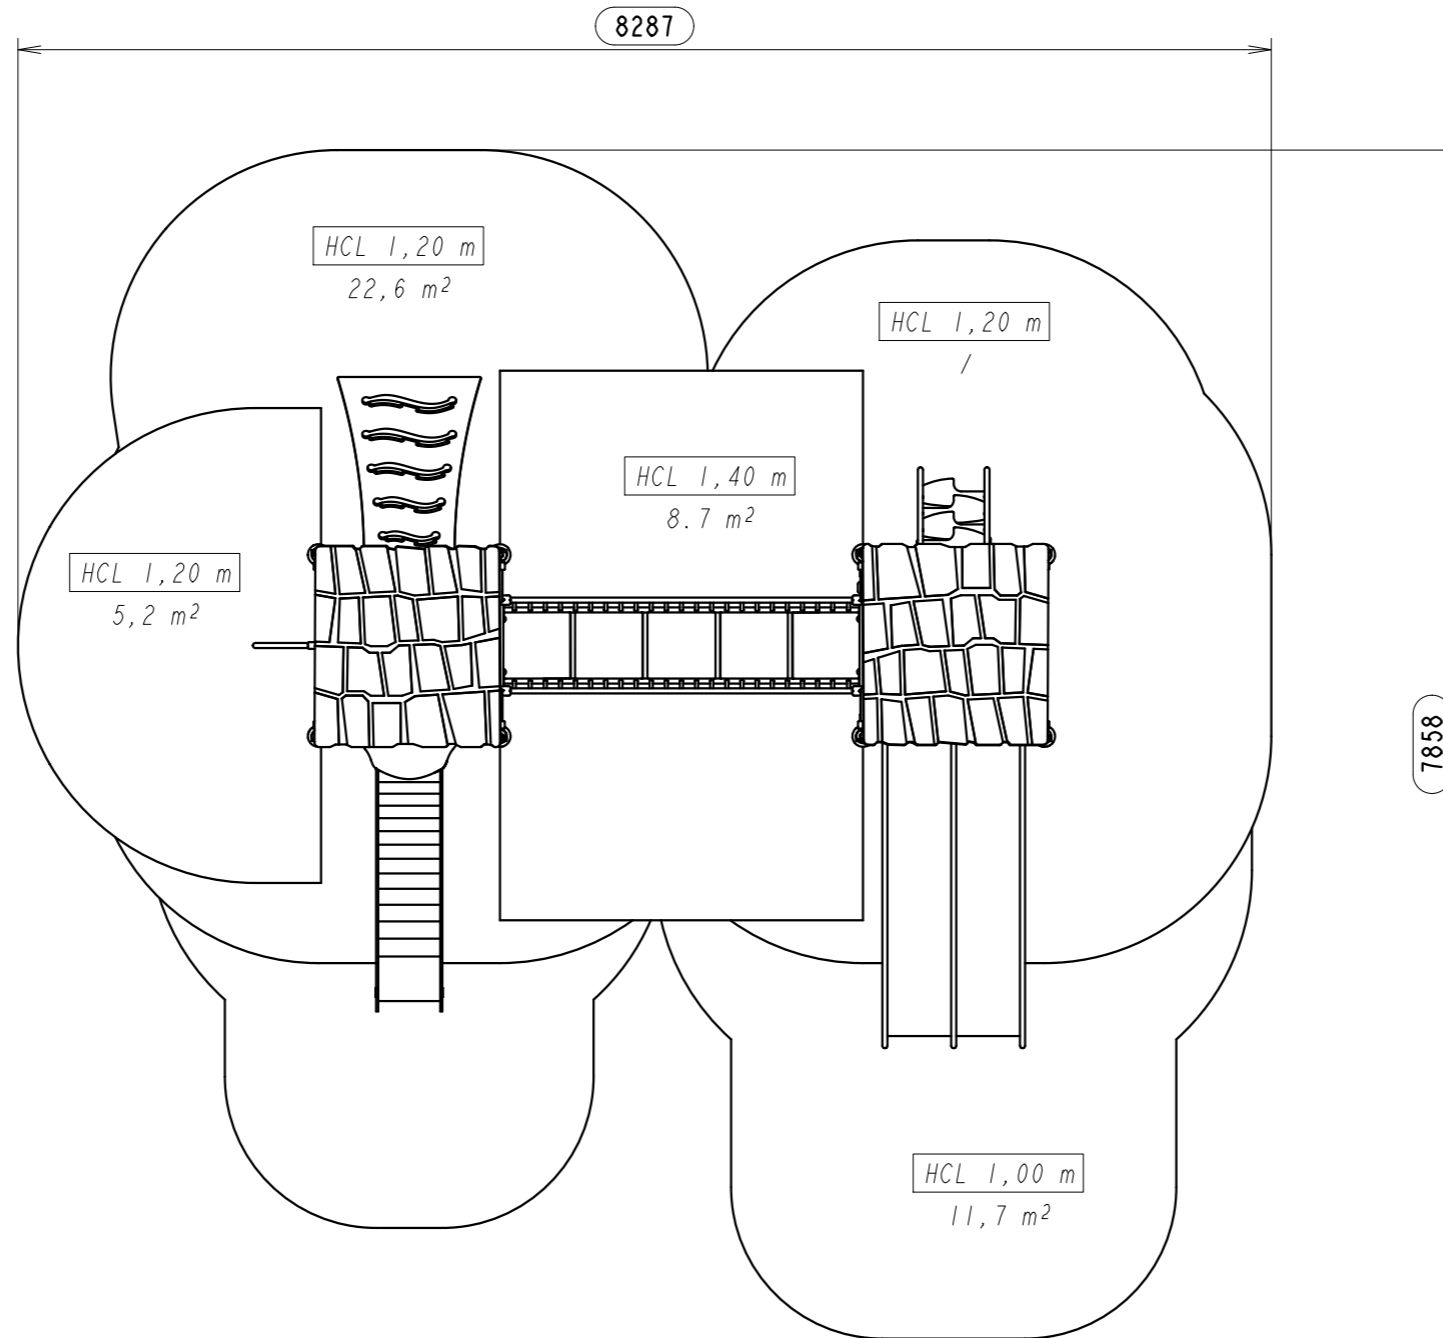 8287
HCL 1,20 m
22,6 m²
HCL 1,20 m
/
HCL 1,40 m
8.7 m²
HCL 1,20 m
5,2 m²
7858
HCL 1,00 m
11,7 m²